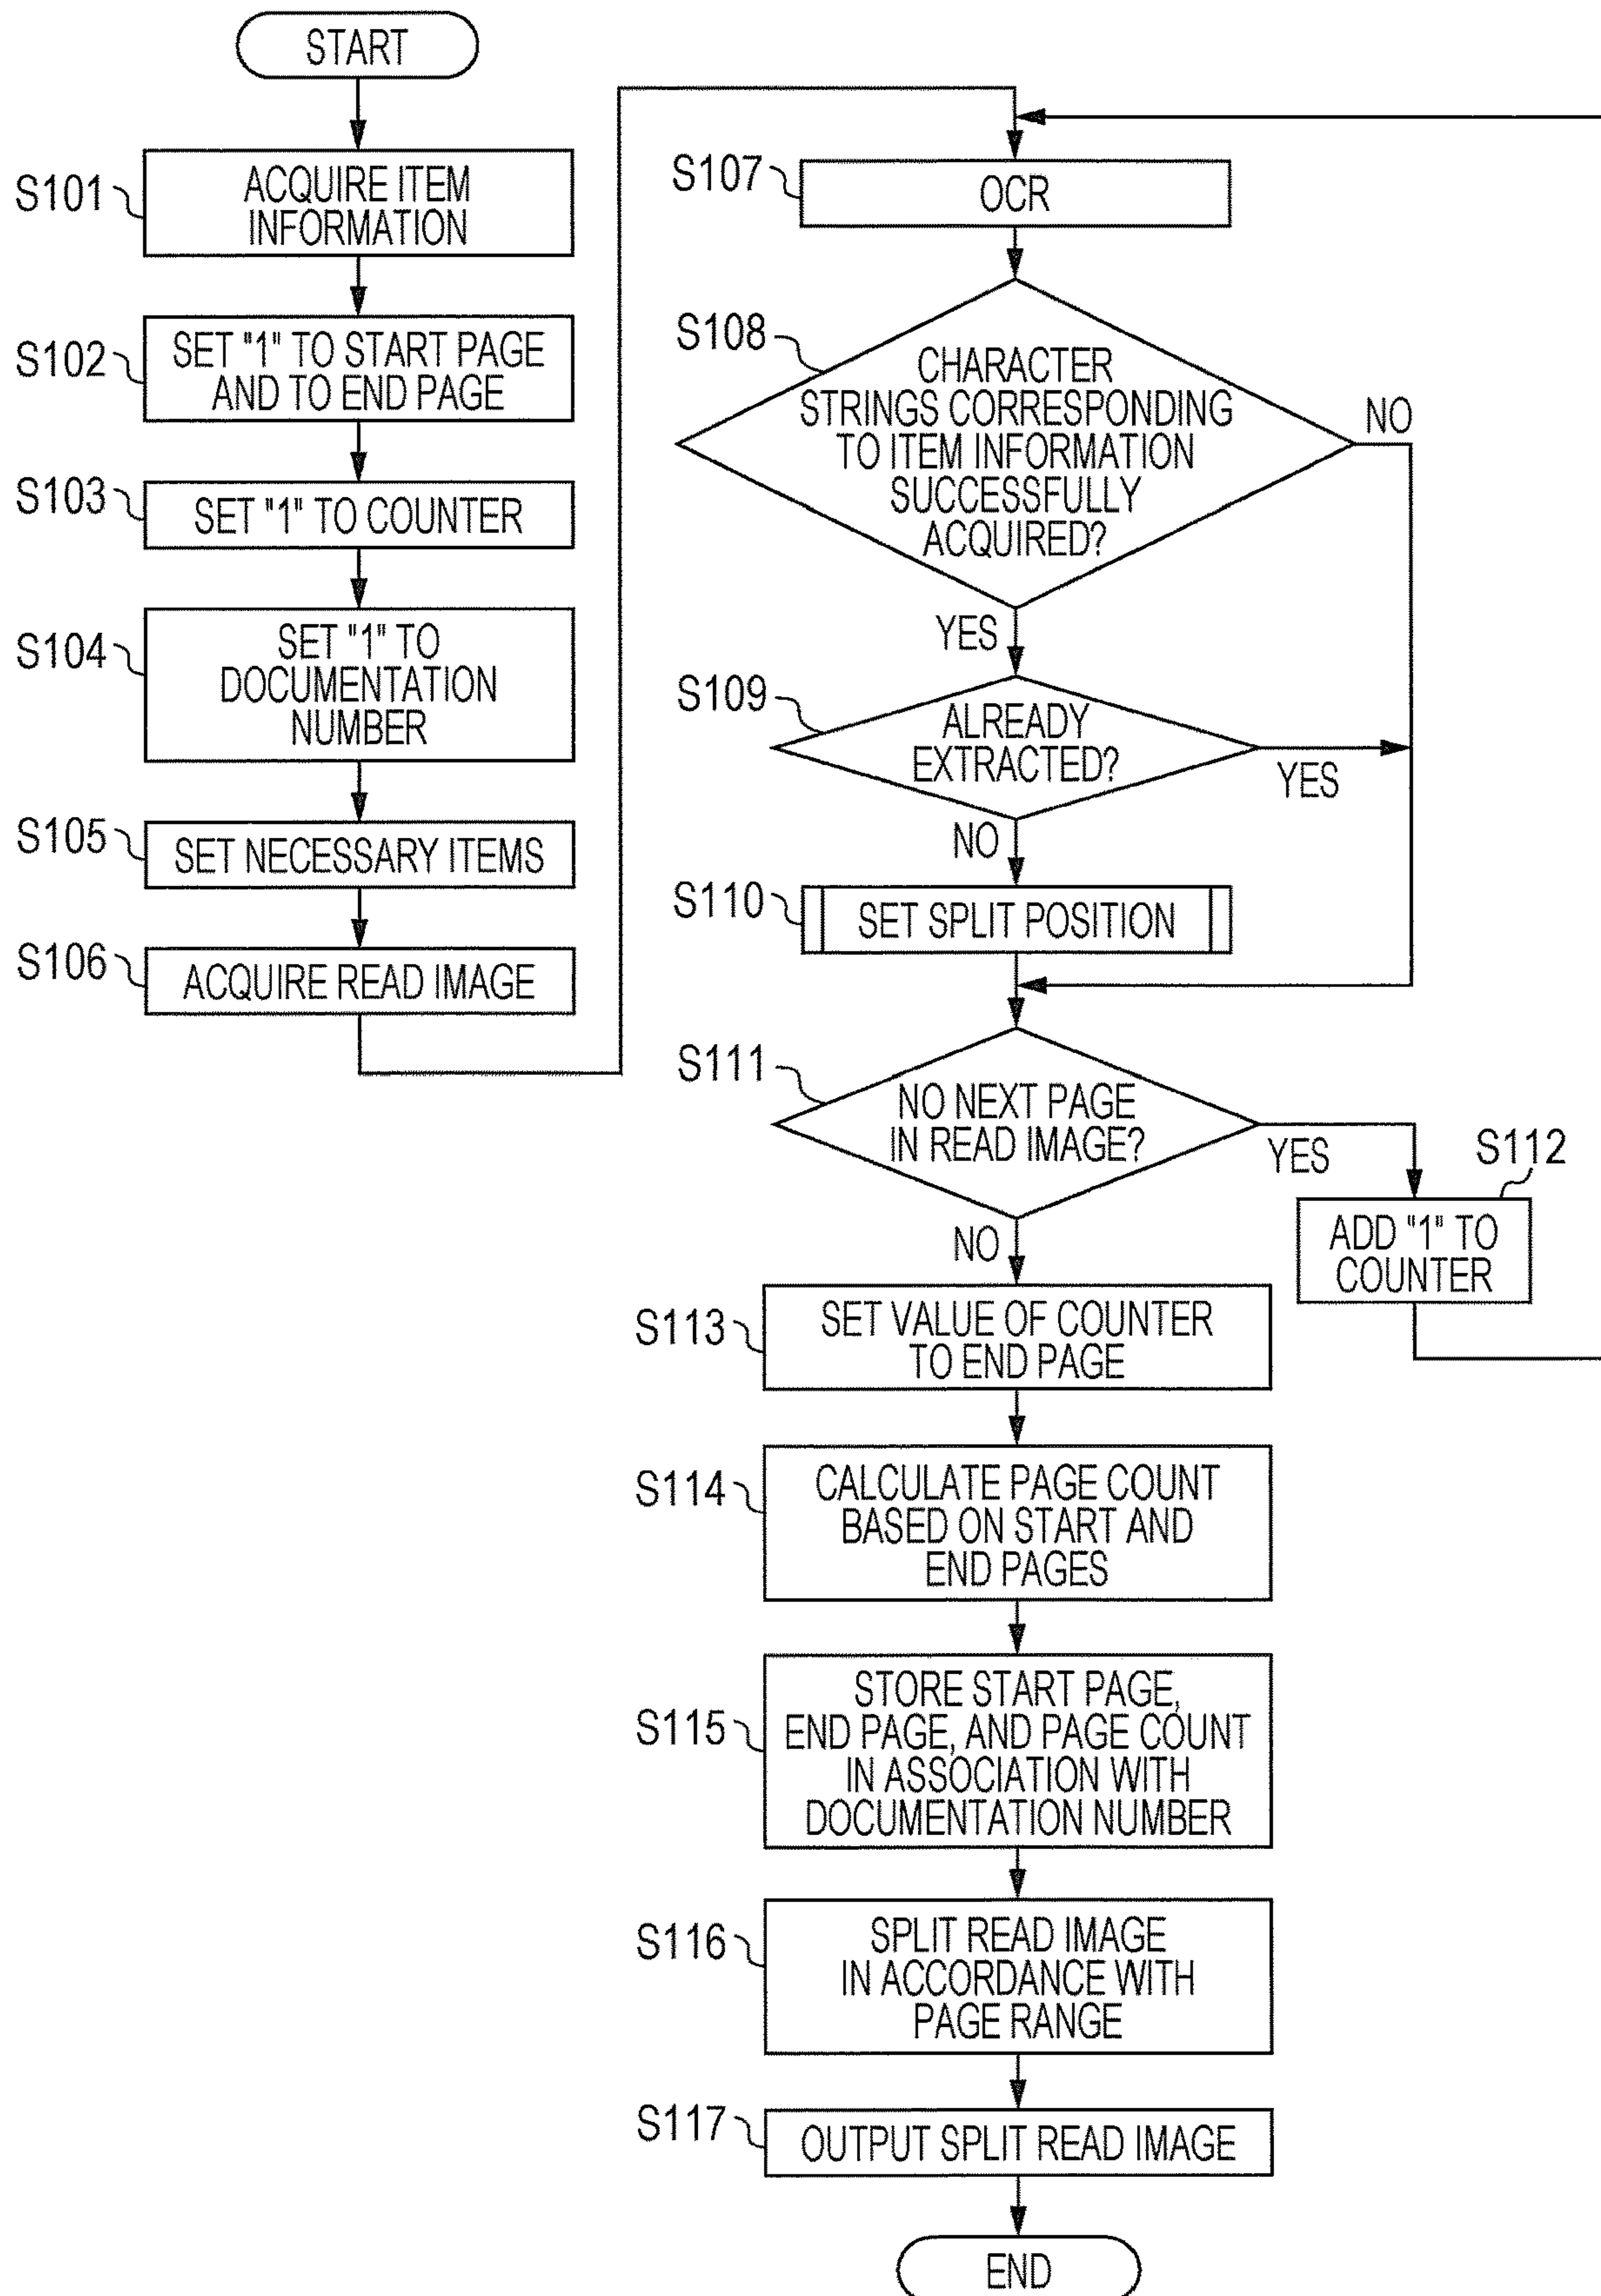 START
S101
ACQUIRE ITEM
INFORMATION
S102
SET "1" TO START PAGE
AND TO END PAGE
S103
SET "1" TO COUNTER
S104
SET "1" TO
DOCUMENTATION
NUMBER
S105
SET NECESSARY ITEMS
S106
ACQUIRE READ IMAGE
S107
OCR
S108
CHARACTER
STRINGS CORRESPONDING
TO ITEM INFORMATION
SUCCESSFULLY
ACQUIRED?
NO
YES
S109
ALREADY
EXTRACTED?
YES
NO
S110
SET SPLIT POSITION
S111
NO NEXT PAGE
IN READ IMAGE?
YES
S112
ADD "1" TO
COUNTER
NO
S113
SET VALUE OF COUNTER
TO END PAGE
S114
CALCULATE PAGE COUNT
BASED ON START AND
END PAGES
S115
STORE START PAGE,
END PAGE, AND PAGE COUNT
IN ASSOCIATION WITH
DOCUMENTATION NUMBER
S116
SPLIT READ IMAGE
IN ACCORDANCE WITH
PAGE RANGE
S117
OUTPUT SPLIT READ IMAGE
END